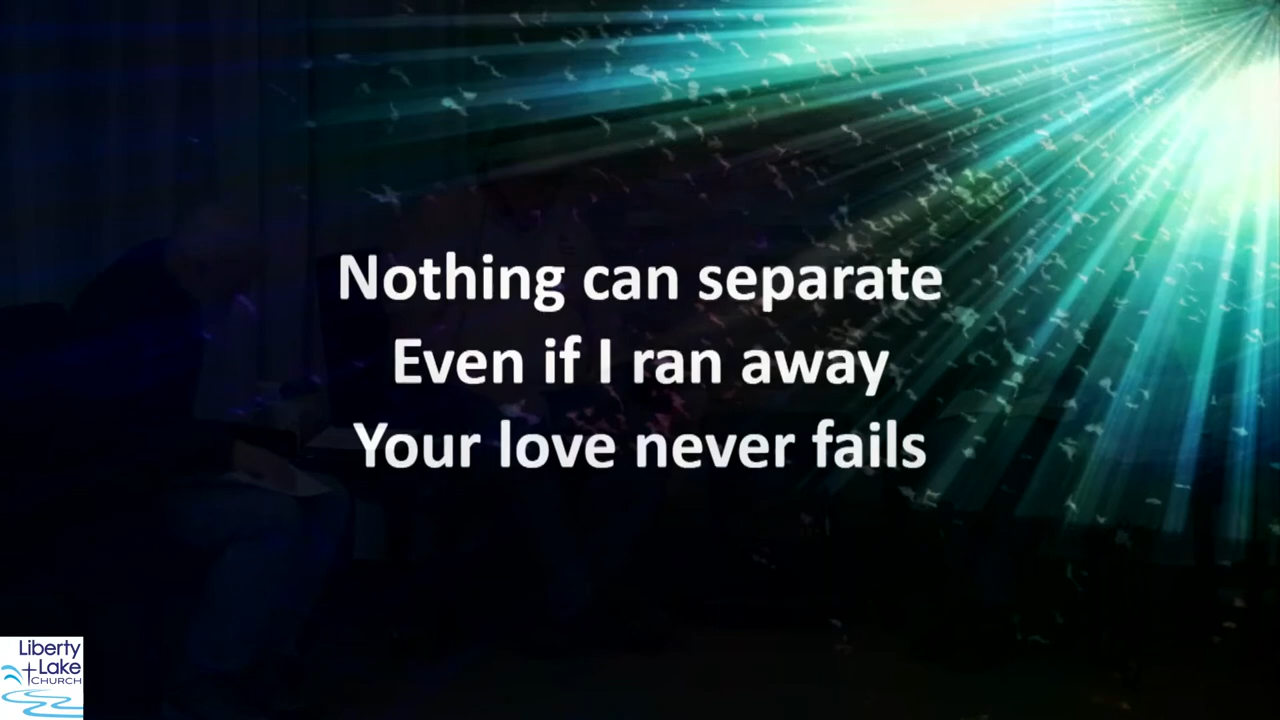 Nothing can separate
Even if I ran away
Your love never fails
Liberty
Lake
CHURCH